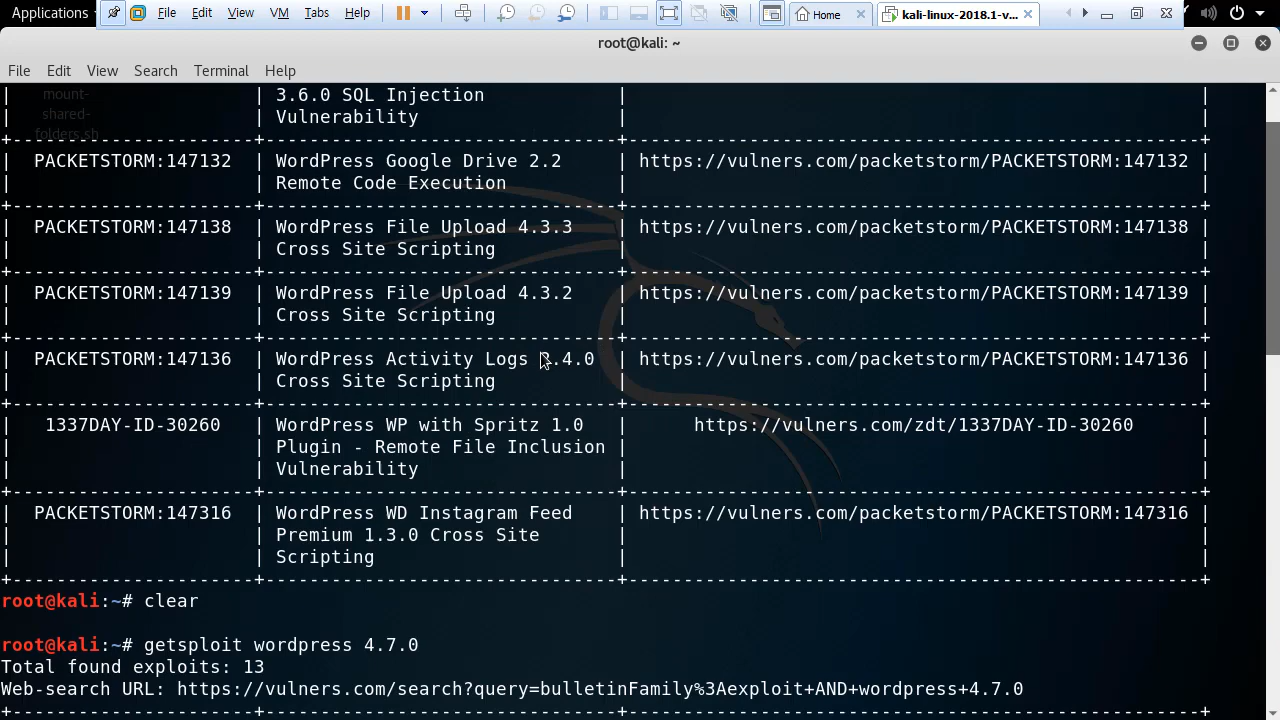 Applications
File Edit View VM Tabs Help
Home
kali-linux-2018.1-v...
root@kali: ~
File Edit View Search Terminal Help
mount-
shared-
folders.sh
| | 3.6.0 SQL Injection | |
| | Vulnerability | |
+-----------------------+---------------------------------+-----------------------------------------------------+
| PACKETSTORM:147132 | WordPress Google Drive 2.2 | https://vulners.com/packetstorm/PACKETSTORM:147132 |
| | Remote Code Execution | |
+-----------------------+---------------------------------+-----------------------------------------------------+
| PACKETSTORM:147138 | WordPress File Upload 4.3.3 | https://vulners.com/packetstorm/PACKETSTORM:147138 |
| | Cross Site Scripting | |
+-----------------------+---------------------------------+-----------------------------------------------------+
| PACKETSTORM:147139 | WordPress File Upload 4.3.2 | https://vulners.com/packetstorm/PACKETSTORM:147139 |
| | Cross Site Scripting | |
+-----------------------+---------------------------------+-----------------------------------------------------+
| PACKETSTORM:147136 | WordPress Activity Logs .4.0 | https://vulners.com/packetstorm/PACKETSTORM:147136 |
| | Cross Site Scripting | |
+-----------------------+---------------------------------+-----------------------------------------------------+
| 1337DAY-ID-30260 | WordPress WP with Spritz 1.0 | https://vulners.com/zdt/1337DAY-ID-30260 |
| | Plugin - Remote File Inclusion | |
| | Vulnerability | |
+-----------------------+---------------------------------+-----------------------------------------------------+
| PACKETSTORM:147316 | WordPress WD Instagram Feed | https://vulners.com/packetstorm/PACKETSTORM:147316 |
| | Premium 1.3.0 Cross Site | |
| | Scripting | |
+-----------------------+---------------------------------+-----------------------------------------------------+
root@kali:~# clear
root@kali:~# getsploit wordpress 4.7.0
Total found exploits: 13
Web-search URL: https://vulners.com/search?query=bulletinFamily%3Aexploit+AND+wordpress+4.7.0
+-----------------------+---------------------------------+-----------------------------------------------------+